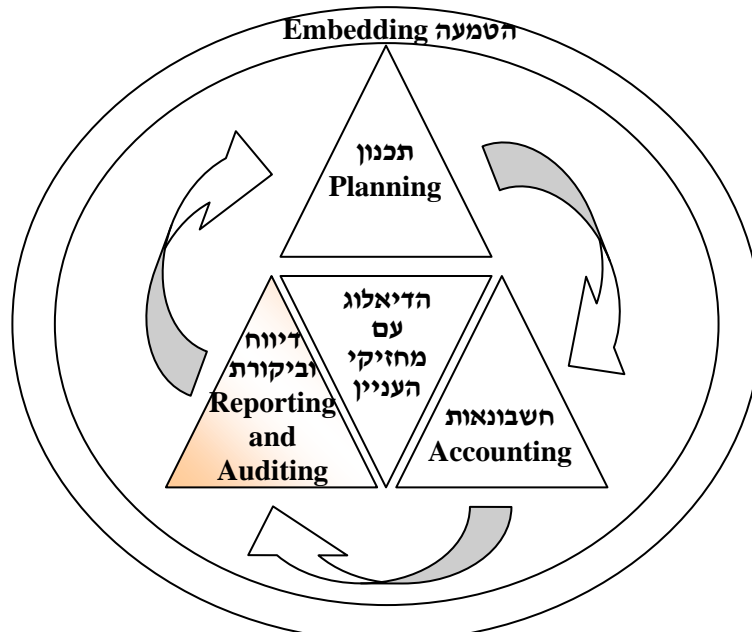 הטמעה Embedding
תכנון
Planning
הדיאלוג
עם
מחזיקי
העניין
דיווח
וביקורת
Reporting
and
Auditing
חשבונאות
Accounting